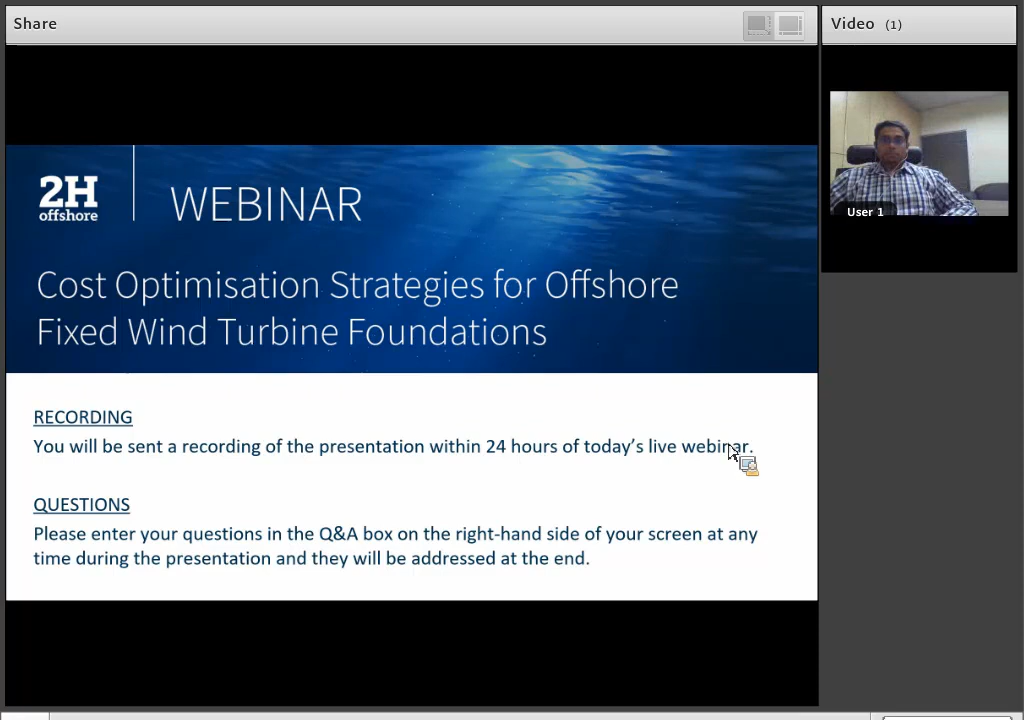 Share
Video (1)
User 1
2H
offshore
WEBINAR
Cost Optimisation Strategies for Offshore
Fixed Wind Turbine Foundations
RECORDING
You will be sent a recording of the presentation within 24 hours of today's live webinar.
QUESTIONS
Please enter your questions in the Q&A box on the right-hand side of your screen at any
time during the presentation and they will be addressed at the end.